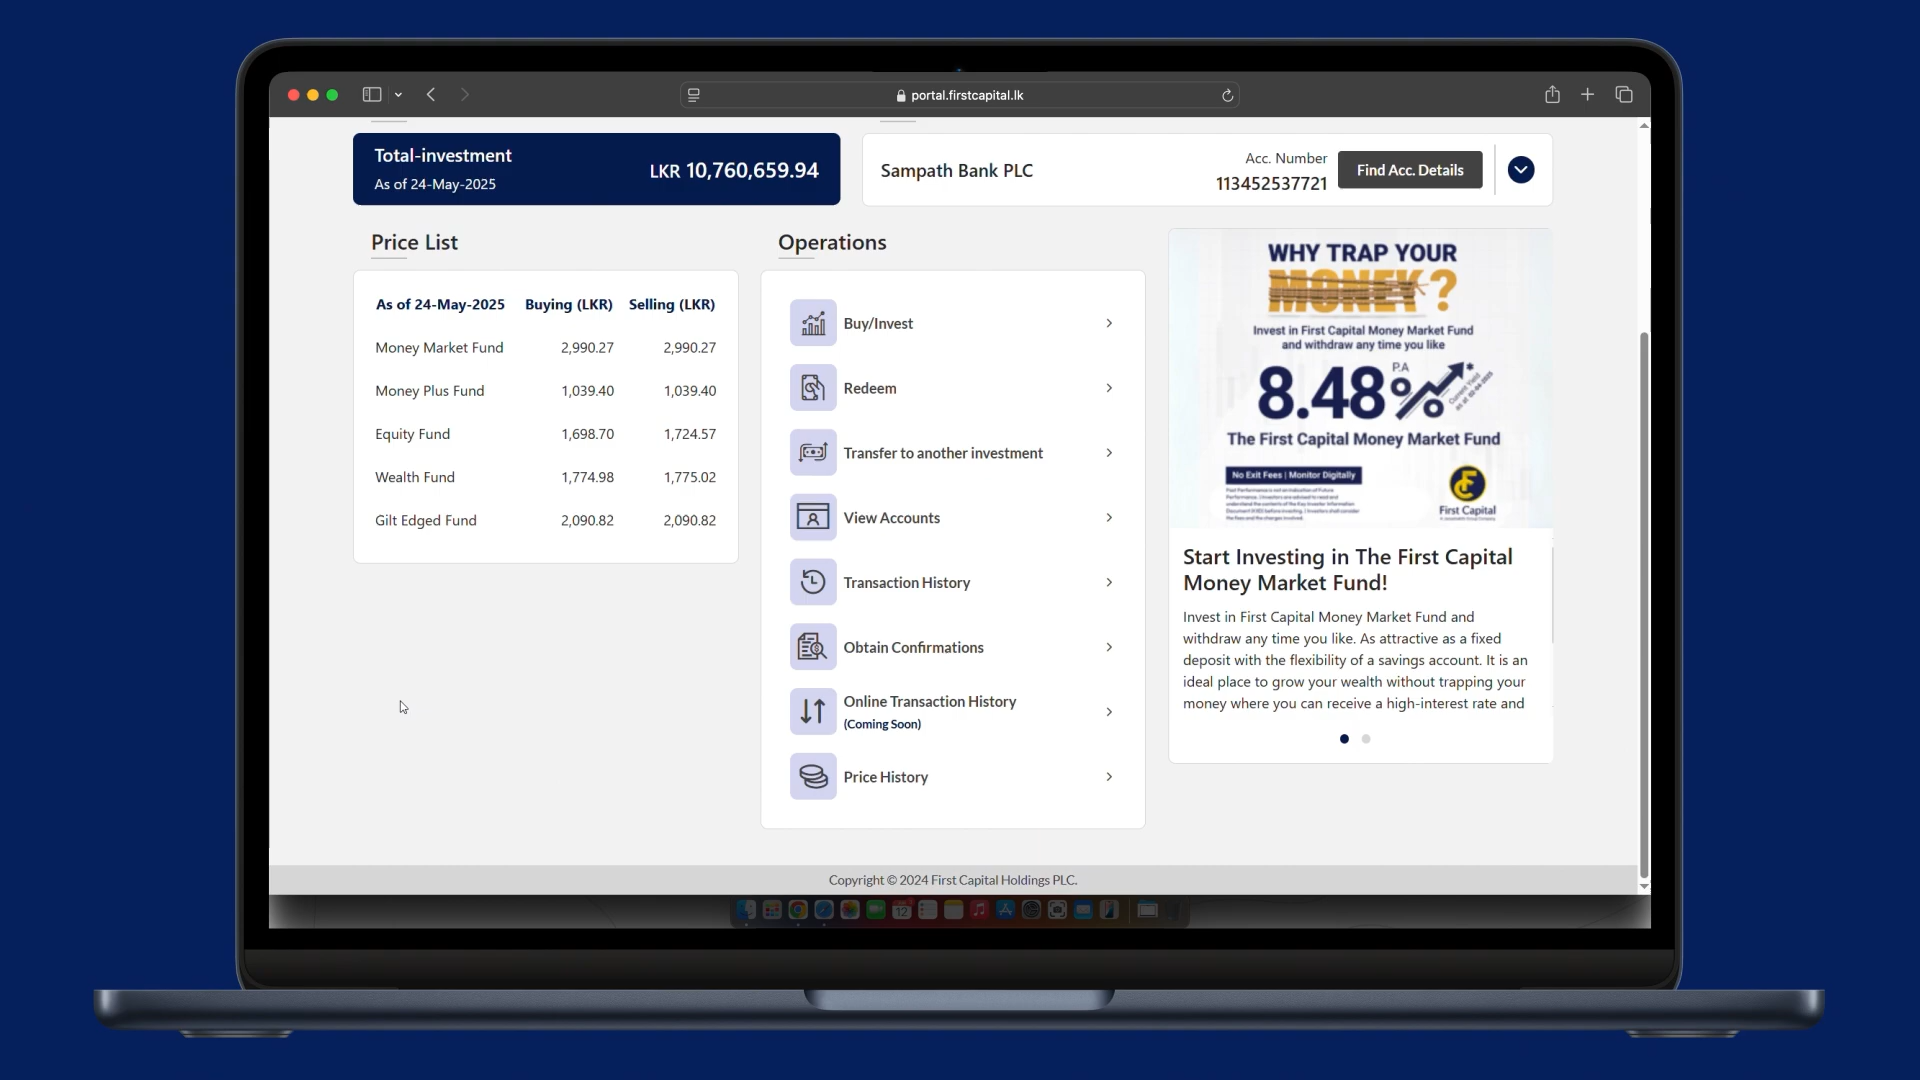 portal.firstcapital.lk
Total-investment
As of 24-May-2025
LKR 10,760,659.94
Sampath Bank PLC
Acc. Number
113452537721
Find Acc. Details
Price List
As of 24-May-2025 Buying (LKR) Selling (LKR)
Money Market Fund 2,990.27 2,990.27
Money Plus Fund 1,039.40 1,039.40
Equity Fund 1,698.70 1,724.57
Wealth Fund 1,774.98 1,775.02
Gilt Edged Fund 2,090.82 2,090.82
Operations
Buy/Invest
Redeem
Transfer to another investment
View Accounts
Transaction History
Obtain Confirmations
Online Transaction History
(Coming Soon)
Price History
WHY TRAP YOUR
MONEY?
Invest in First Capital Money Market Fund
and withdraw any time you like
8.48%
P.A
*
Current Yield
The First Capital Money Market Fund
No Exit Fees | Monitor Digitally
First Capital
Start Investing in The First Capital
Money Market Fund!
Invest in First Capital Money Market Fund and
withdraw any time you like. As attractive as a fixed
deposit with the flexibility of a savings account. It is an
ideal place to grow your wealth without trapping your
money where you can receive a high-interest rate and
Copyright © 2024 First Capital Holdings PLC.
12